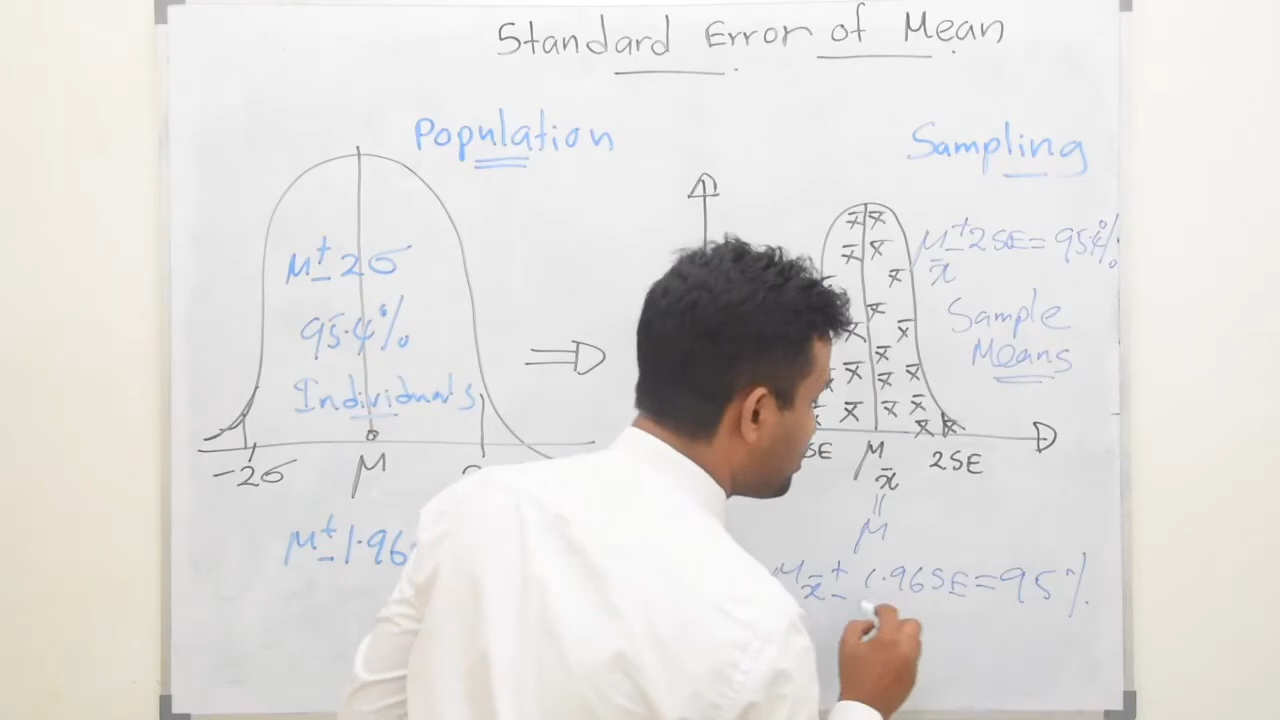 Standard Error of Mean
Population
Sampling
μ ± 2σ
95.4%
Individuals
-2σ
μ
μ ± 1.96
x̄ x̄
x̄ x̄
x̄
x̄
x̄ x̄
x̄
x̄ x̄ x̄
x̄ x̄ x̄
x̄ x̄
μx̄ ± 2SE = 95.4%
Sample
Means
SE
μx̄
2SE
=
μ
μx̄ ± 1.96SE = 95%